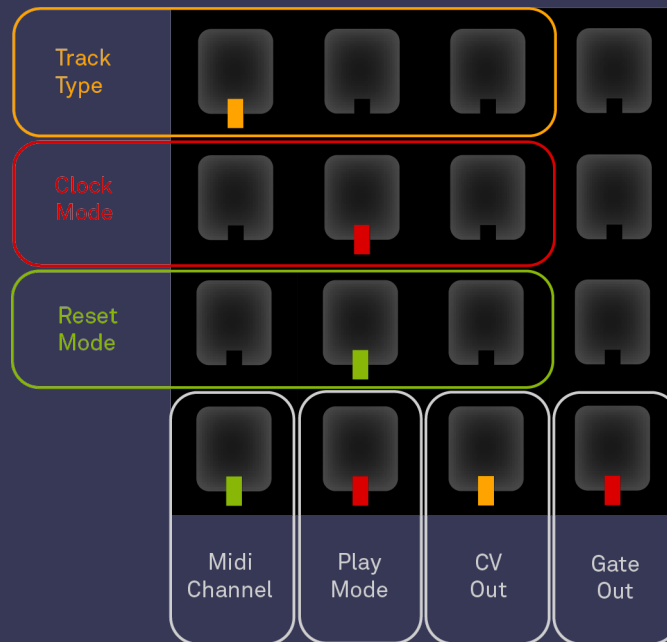 Track
Type
Clock
Mode
Reset
Mode
Midi
Channel
Play
Mode
CV
Out
Gate
Out